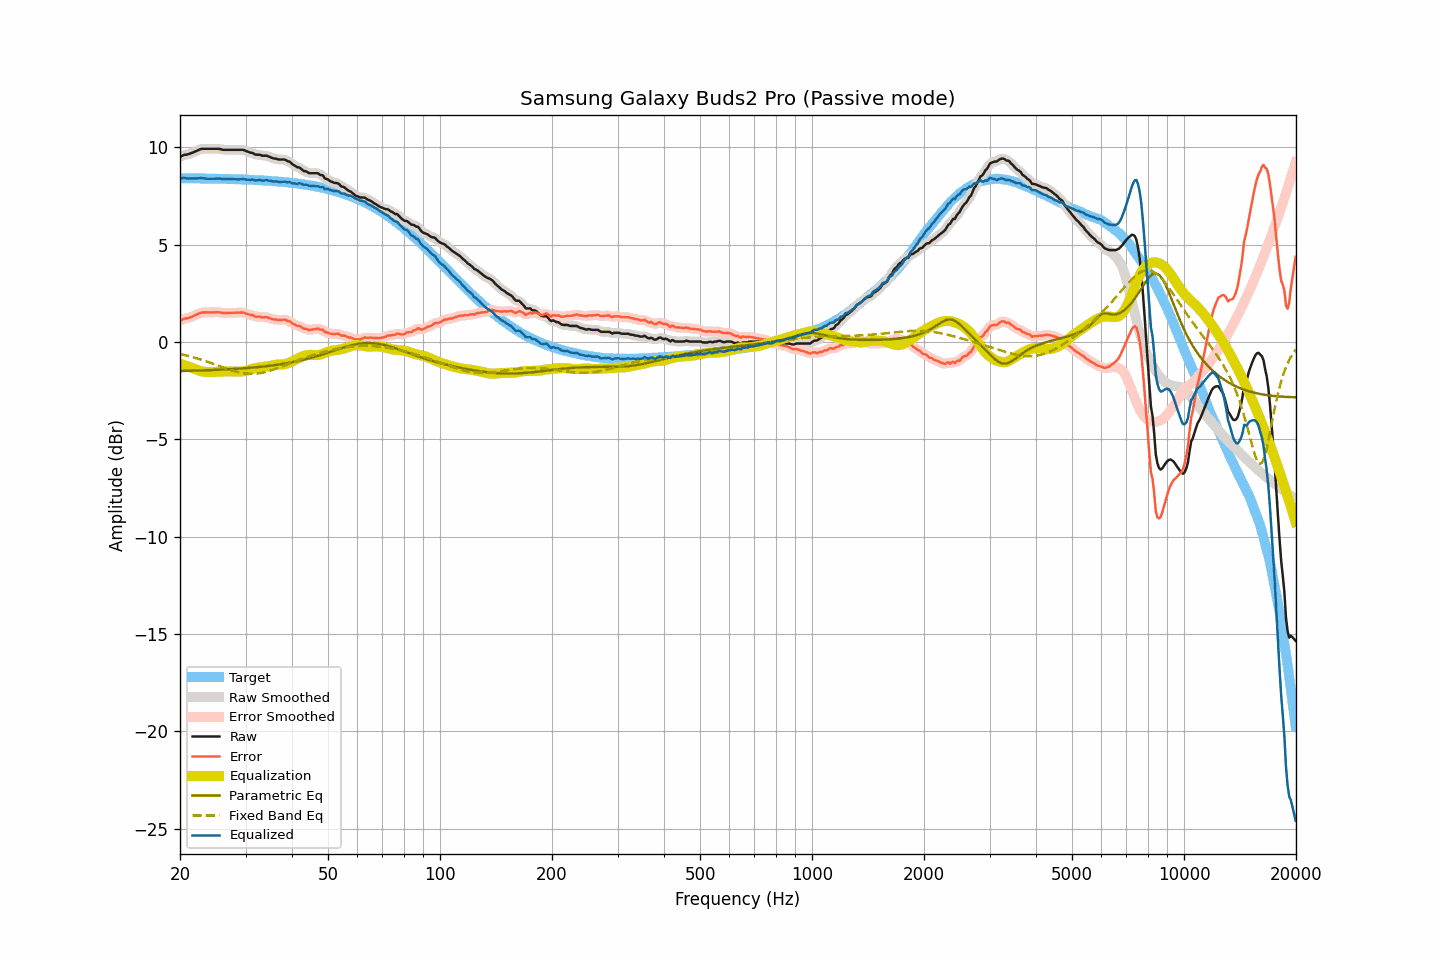 Samsung Galaxy Buds2 Pro (Passive mode)
10
5
0
−5
−10
−15
−20
−25
Amplitude (dBr)
Target
Raw Smoothed
Error Smoothed
Raw
Error
Equalization
Parametric Eq
Fixed Band Eq
Equalized
20 50 100 200 500 1000 2000 5000 10000 20000
Frequency (Hz)